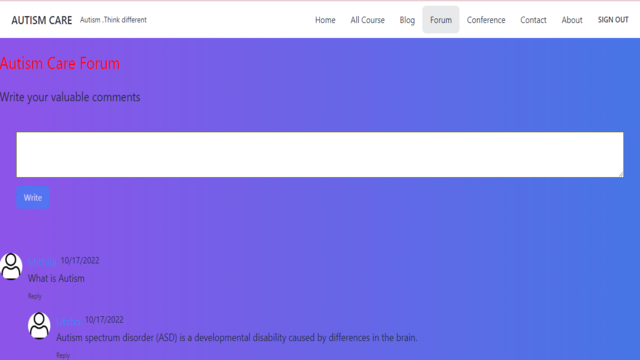 AUTISM CARE Autism .Think different Home All Course Blog Forum Conference Contact About SIGN OUT
Autism Care Forum
Write your valuable comments
Write
10/17/2022
What is Autism
Reply
10/17/2022
Autism spectrum disorder (ASD) is a developmental disability caused by differences in the brain.
Reply